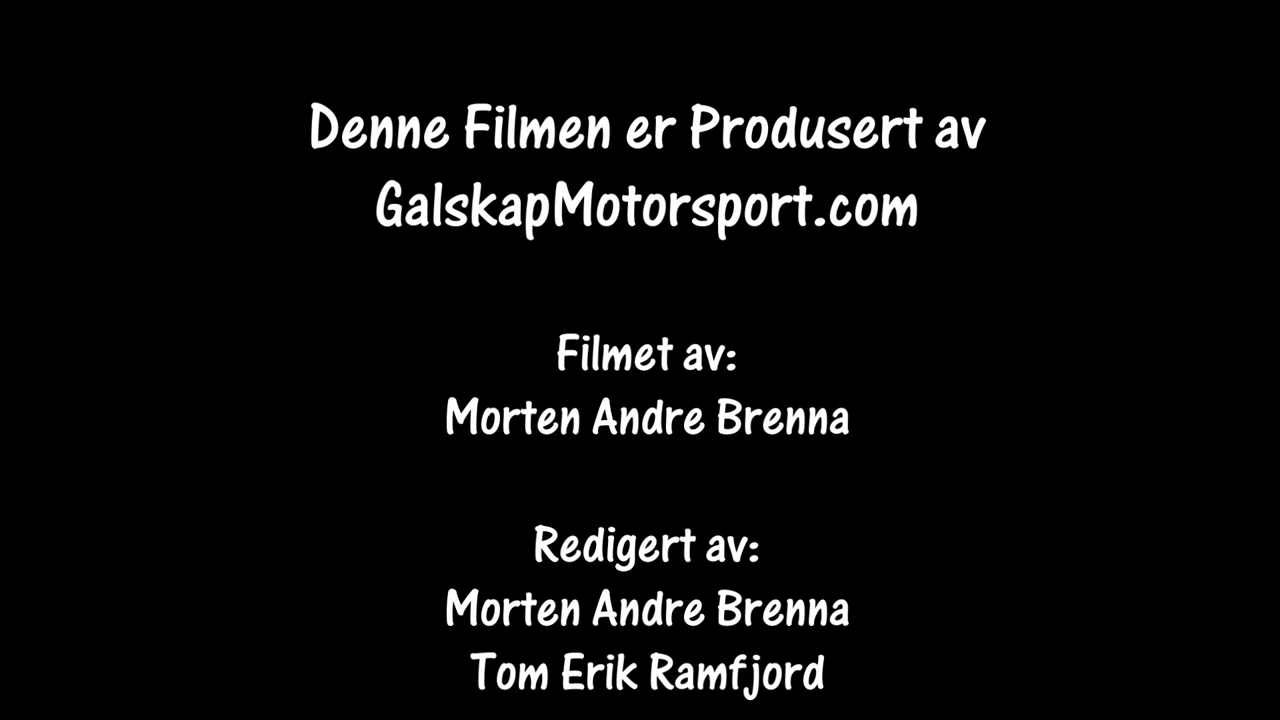 Denne Filmen er Produsert av
GalskapMotorsport.com
Filmet av:
Morten Andre Brenna
Redigert av:
Morten Andre Brenna
Tom Erik Ramfjord